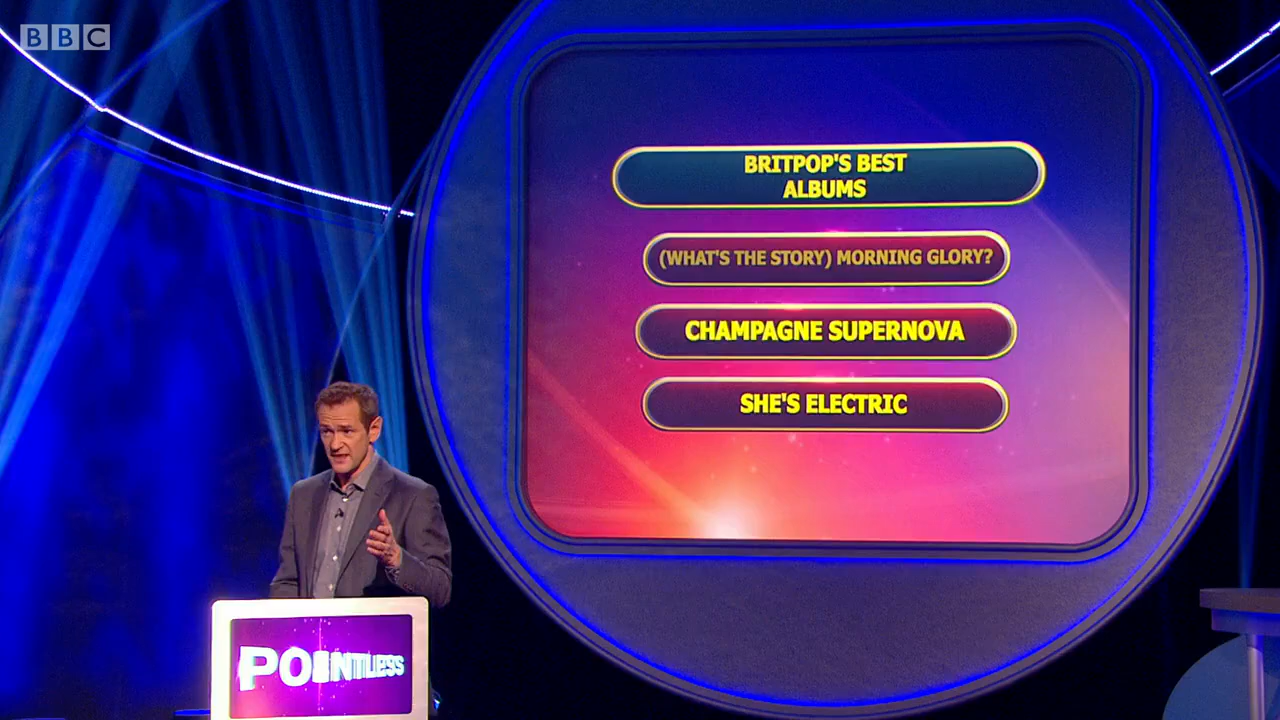 BBC
BRITPOP'S BEST
ALBUMS
(WHAT'S THE STORY) MORNING GLORY?
CHAMPAGNE SUPERNOVA
SHE'S ELECTRIC
POINTLESS